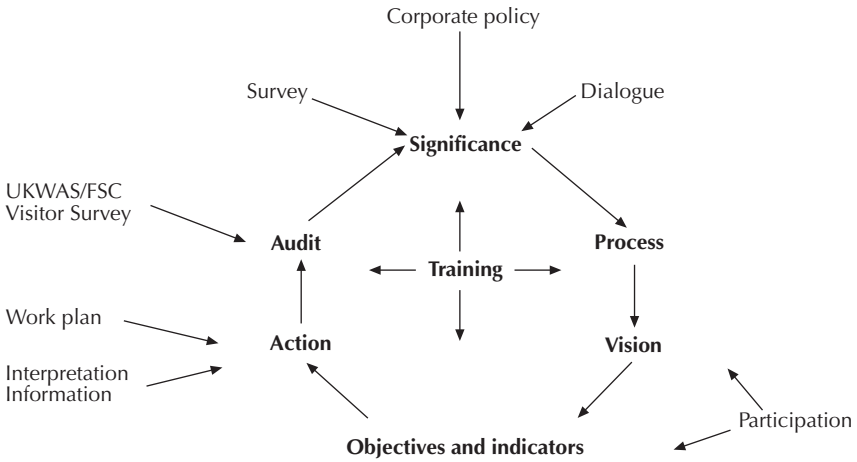 Corporate policy
Survey
Dialogue
Significance
UKWAS/FSC
Visitor Survey
Audit
Process
Training
Work plan
Action
Vision
Interpretation
Information
Participation
Objectives and indicators